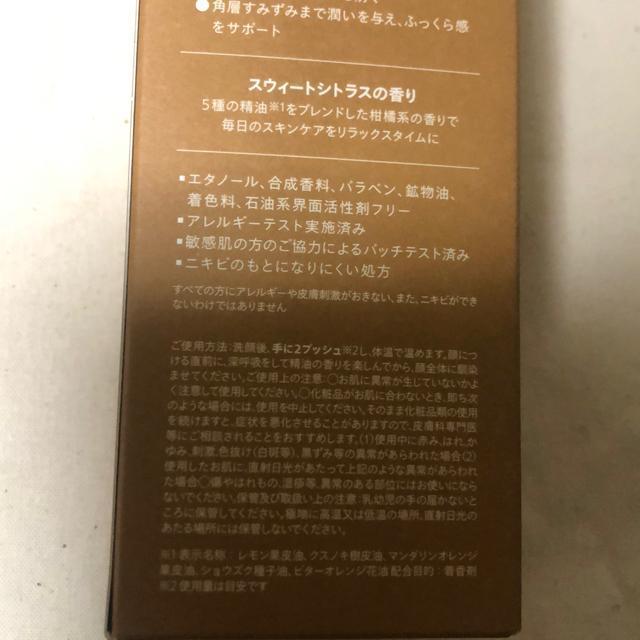 ●角層すみずみまで潤いを与え、ふっくら感
をサポート
スウィートシトラスの香り
5種の精油※1をブレンドした柑橘系の香りで
毎日のスキンケアをリラックスタイムに
■エタノール、合成香料、パラベン、鉱物油、
着色料、石油系界面活性剤フリー
■アレルギーテスト実施済み
■敏感肌の方のご協力によるパッチテスト済み
■ニキビのもとになりにくい処方
すべての方にアレルギーや皮膚刺激がおきない、また、ニキビができ
ないわけではありません
ご使用方法:洗顔後、手に2プッシュ※2し、体温で温めます。顔につ
ける直前に、深呼吸をして精油の香りを楽しんでから、顔全体に馴染
ませてください。ご使用上の注意:○お肌に異常が生じていないかよ
く注意して使用してください。○化粧品がお肌に合わないとき、即ち次
のような場合には、使用を中止してください。そのまま化粧品類の使用
を続けますと、症状を悪化させることがありますので、皮膚科専門医
等にご相談されることをおすすめします。(1)使用中に赤み、はれ、か
ゆみ、刺激、色抜け(白斑等)、黒ずみ等の異常があらわれた場合(2)
使用したお肌に、直射日光があたって上記のような異常があらわれ
た場合○傷やはれもの、湿疹等、異常のある部位にはお使いになら
ないでください。保管及び取扱い上の注意:乳幼児の手の届かないと
ころに保管してください。極端に高温又は低温の場所、直射日光の
あたる場所には保管しないでください。
※1表示名称:レモン果皮油、クスノキ樹皮油、マンダリンオレンジ
果皮油、ショウズク種子油、ビターオレンジ花油 配合目的:着香剤
※2使用量は目安です